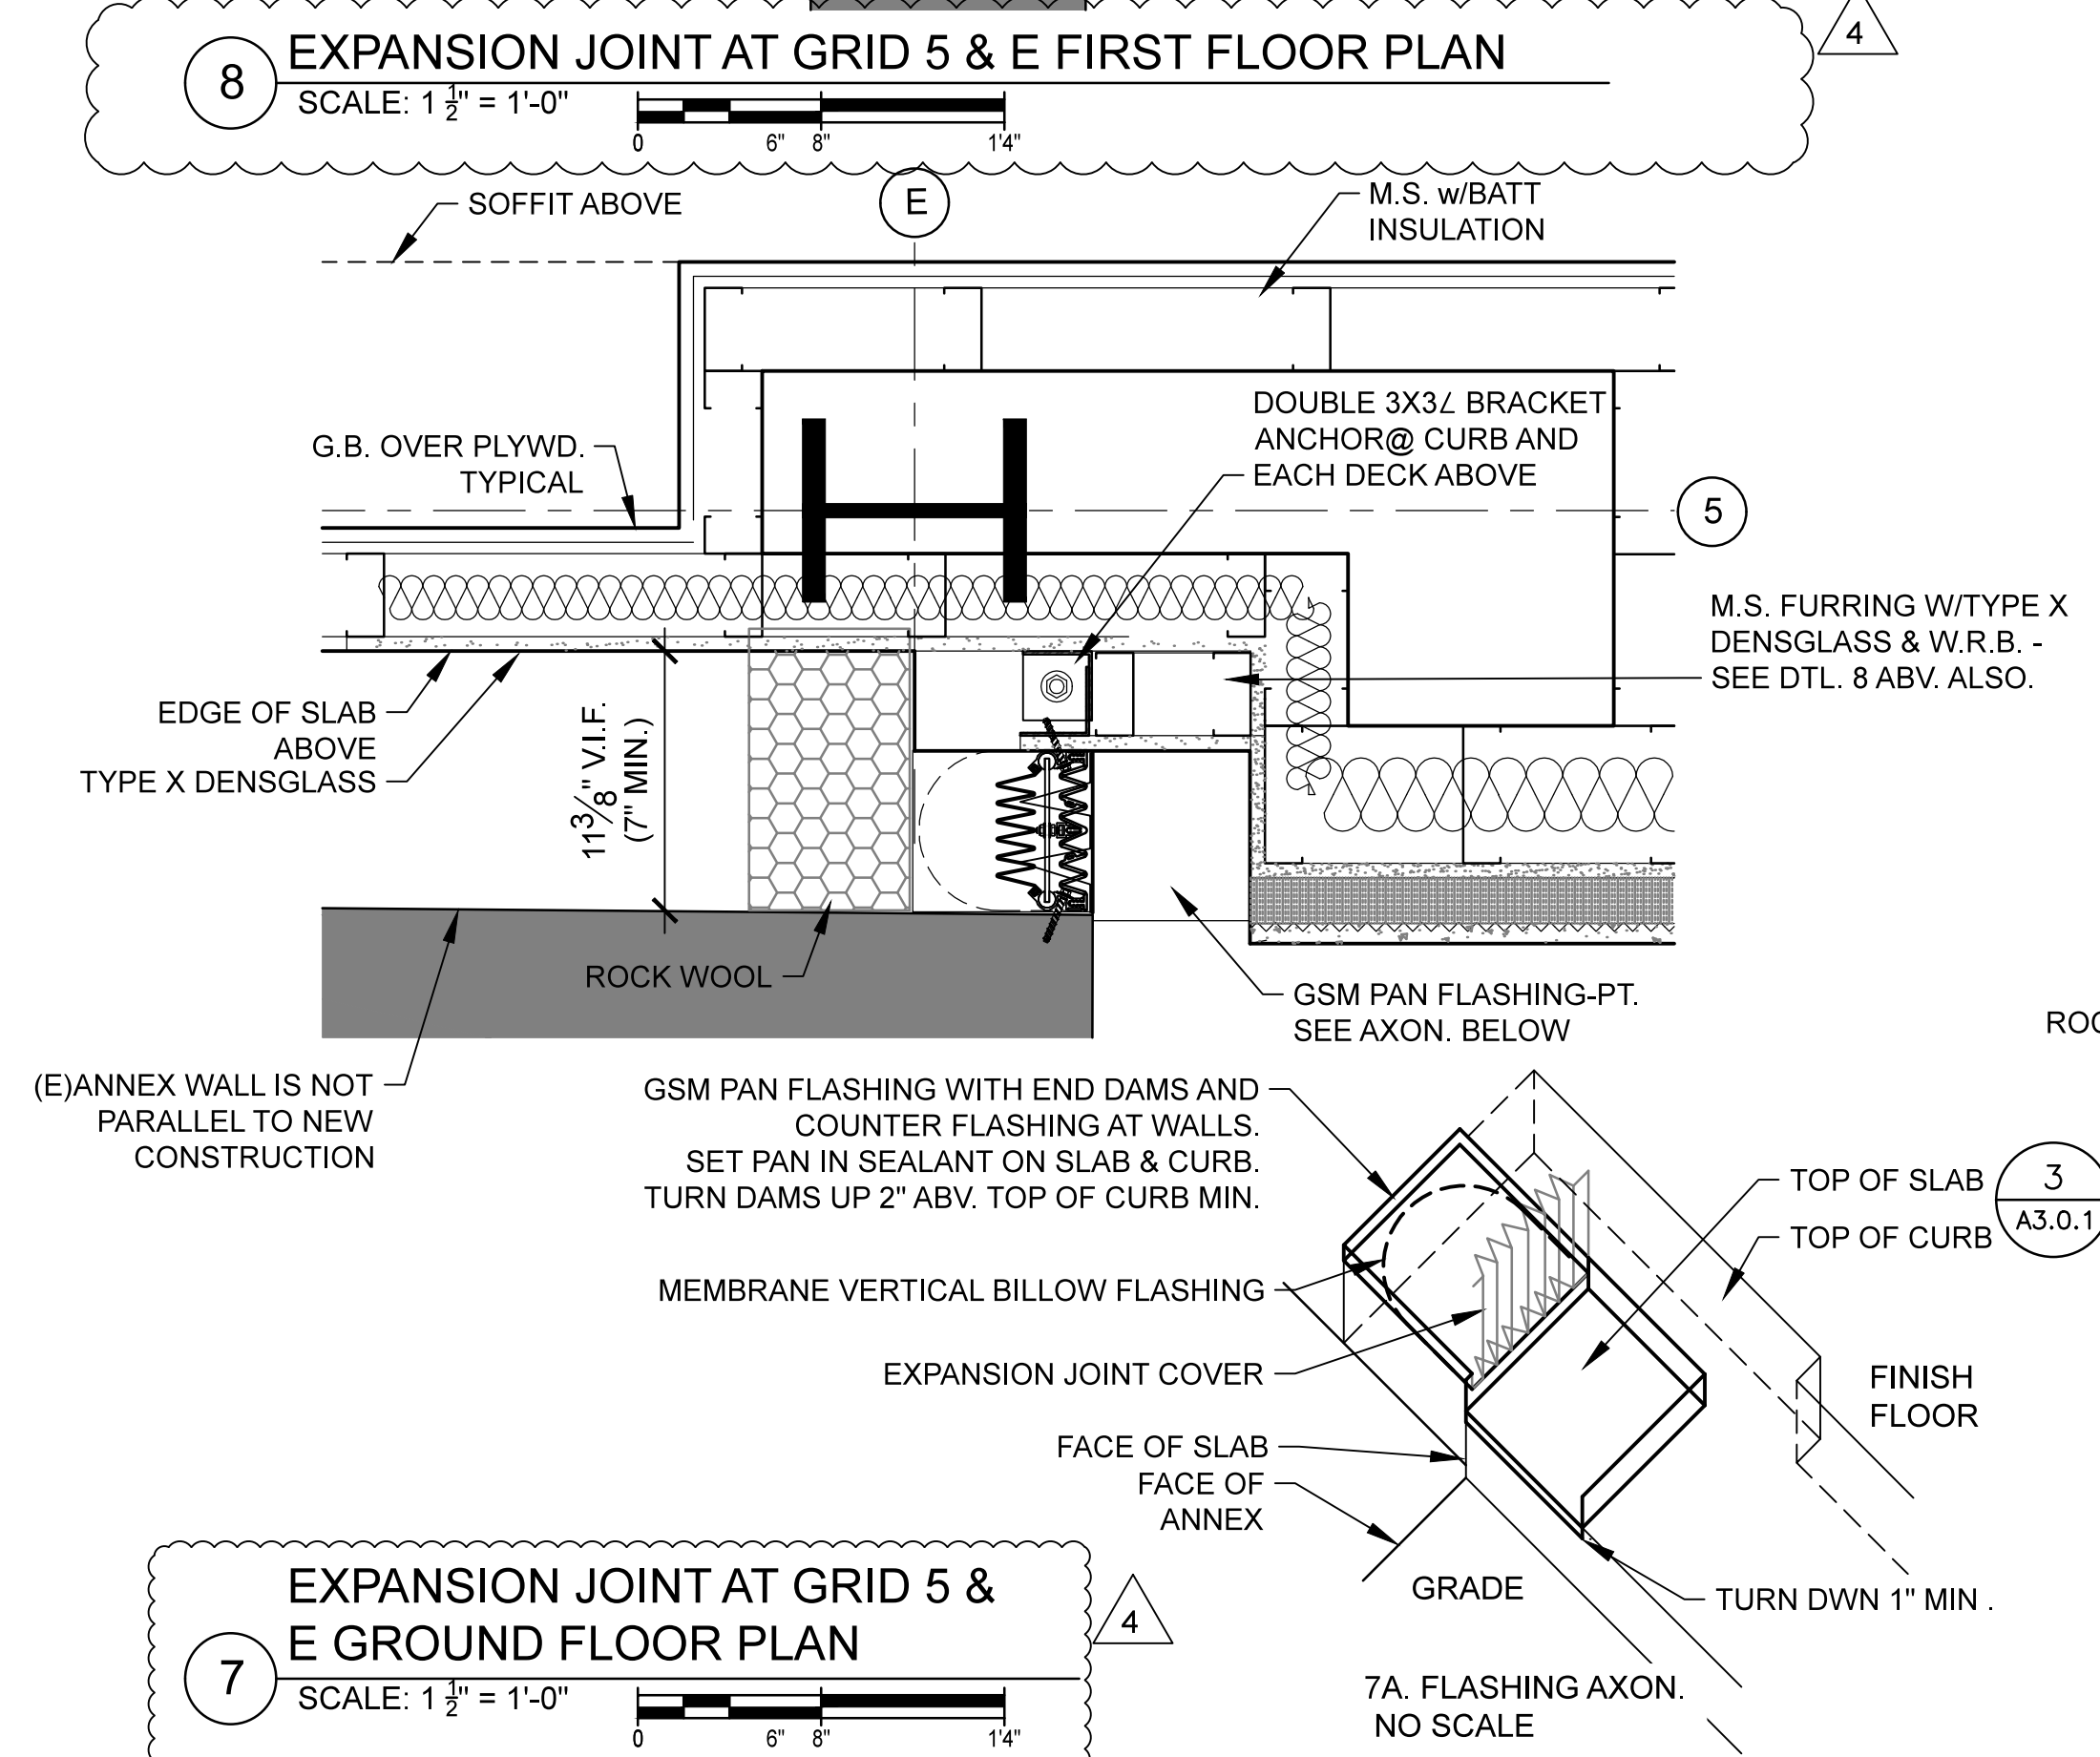 4
8
EXPANSION JOINT AT GRID 5 & E FIRST FLOOR PLAN
SCALE: 1 1/2" = 1'-0"
0 6" 8" 1'4"
SOFFIT ABOVE
E
M.S. w/BATT
INSULATION
DOUBLE 3X3∠ BRACKET
ANCHOR@ CURB AND
EACH DECK ABOVE
G.B. OVER PLYWD.
TYPICAL
5
M.S. FURRING W/TYPE X
DENSGLASS & W.R.B. -
SEE DTL. 8 ABV. ALSO.
EDGE OF SLAB
ABOVE
TYPE X DENSGLASS
11 3/8" V.I.F.
(7" MIN.)
ROCK WOOL
GSM PAN FLASHING-PT.
SEE AXON. BELOW
(E)ANNEX WALL IS NOT
PARALLEL TO NEW
CONSTRUCTION
GSM PAN FLASHING WITH END DAMS AND
COUNTER FLASHING AT WALLS.
SET PAN IN SEALANT ON SLAB & CURB.
TURN DAMS UP 2" ABV. TOP OF CURB MIN.
MEMBRANE VERTICAL BILLOW FLASHING
EXPANSION JOINT COVER
FACE OF SLAB
FACE OF
ANNEX
TOP OF SLAB
TOP OF CURB
3
A3.0.1
FINISH
FLOOR
GRADE
TURN DWN 1" MIN .
7A. FLASHING AXON.
NO SCALE
EXPANSION JOINT AT GRID 5 &
E GROUND FLOOR PLAN
4
7
SCALE: 1 1/2" = 1'-0"
0 6" 8" 1'4"